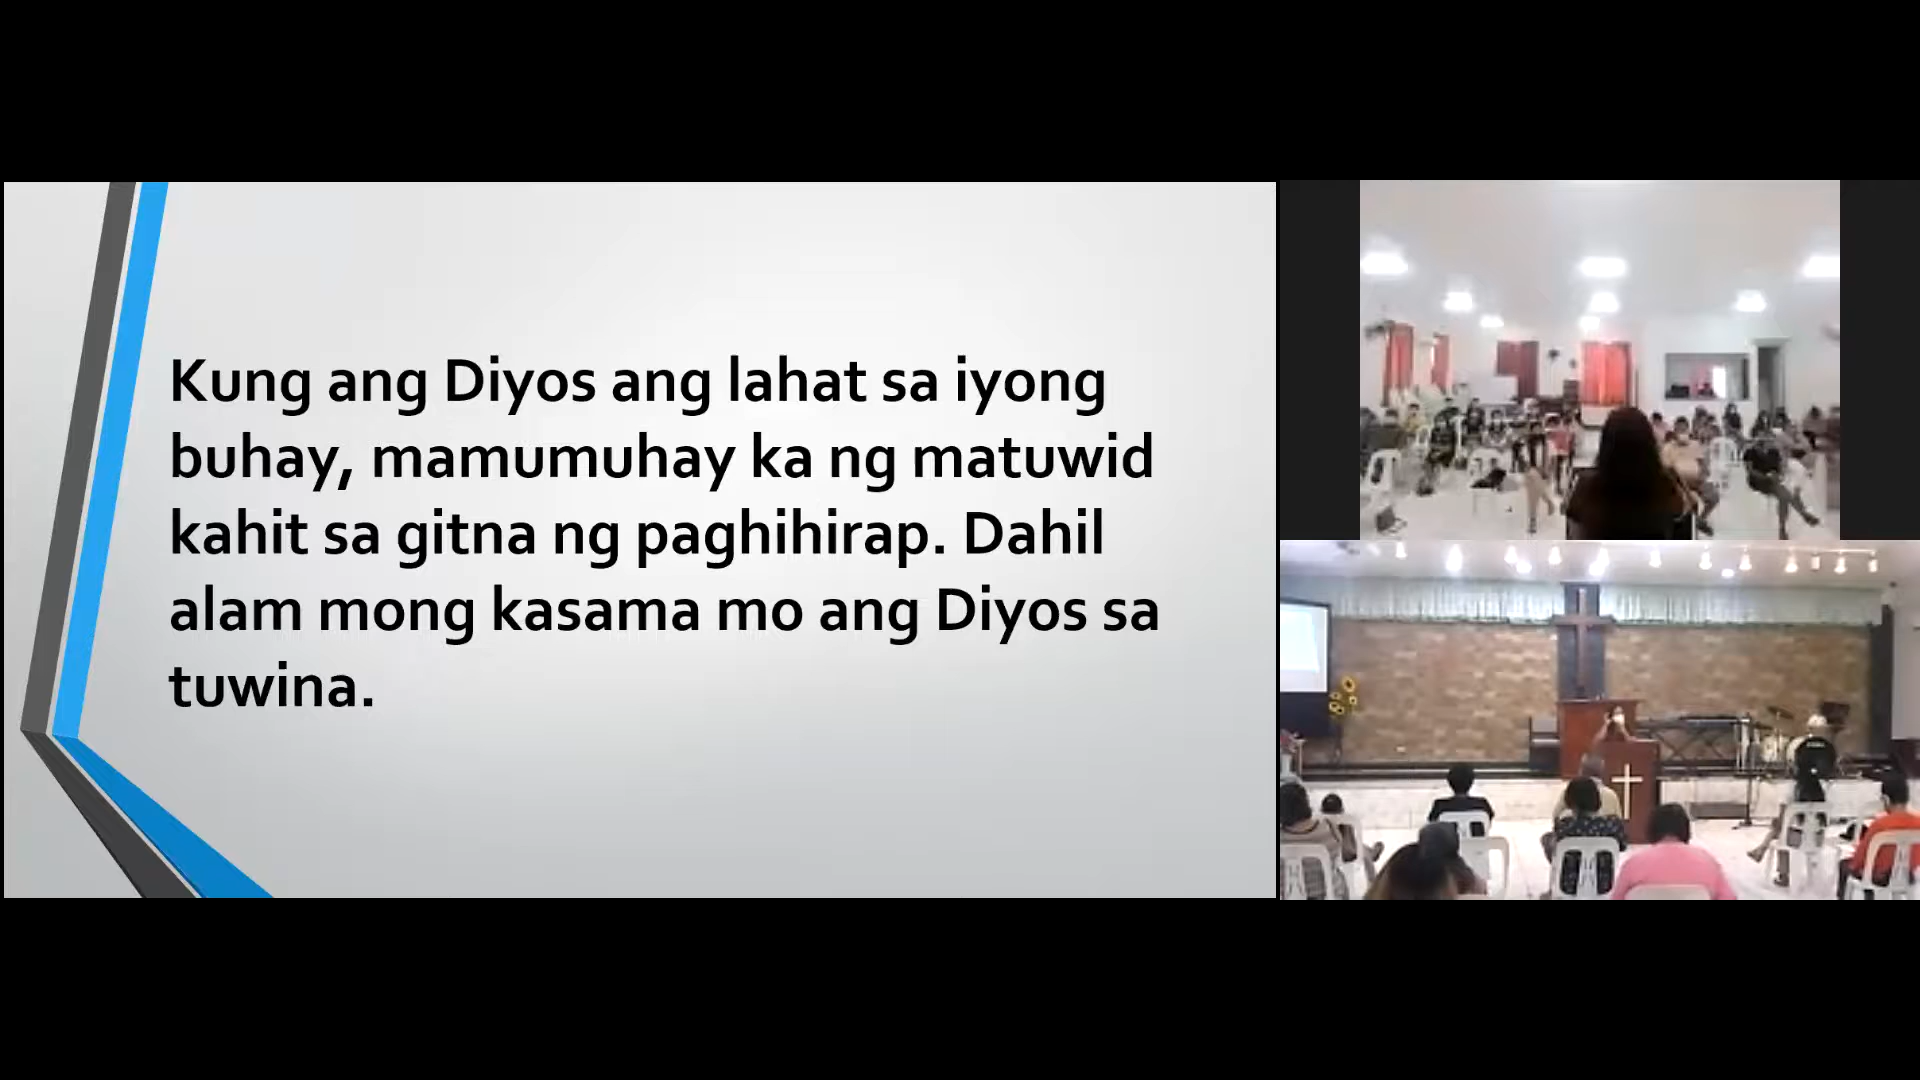 Kung ang Diyos ang lahat sa iyong
buhay, mamumuhay ka ng matuwid
kahit sa gitna ng paghihirap. Dahil
alam mong kasama mo ang Diyos sa
tuwina.